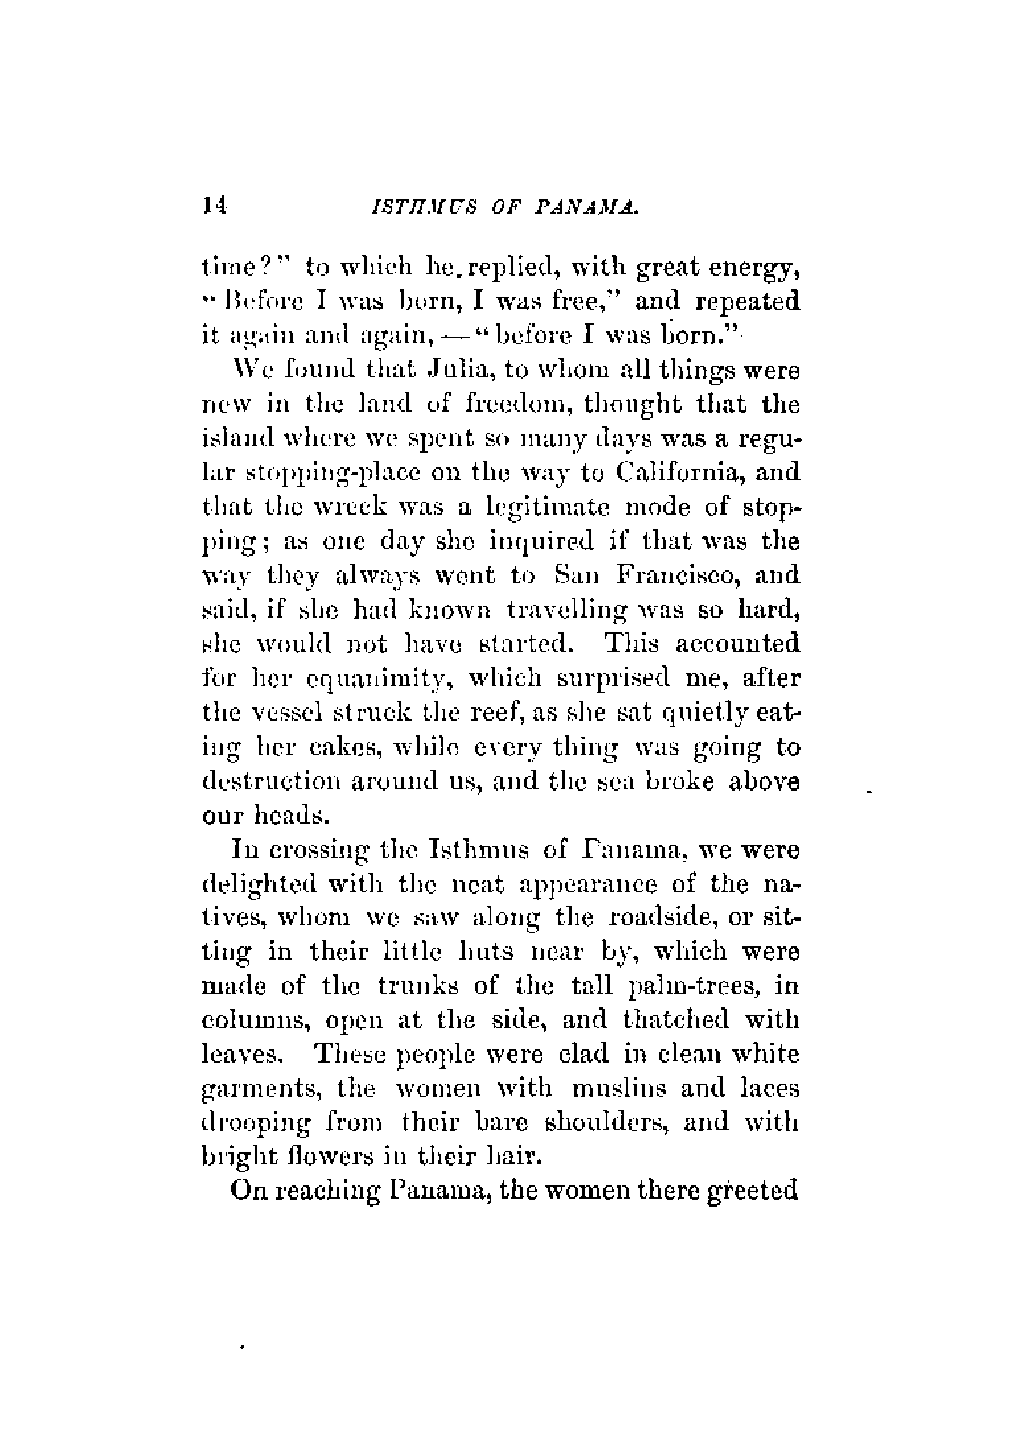 14 ISTHMUS OF PANAMA.
time?" to which he replied, with great energy,
"Before I was born, I was free," and repeated
it again and again, — "before I was born."
We found that Julia, to whom all things were
new in the land of freedom, thought that the
island where we spent so many days was a regu-
lar stopping-place on the way to California, and
that the wreck was a legitimate mode of stop-
ping; as one day she inquired if that was the
way they always went to San Francisco, and
said, if she had known travelling was so hard,
she would not have started. This accounted
for her equanimity, which surprised me, after
the vessel struck the reef, as she sat quietly eat-
ing her cakes, while every thing was going to
destruction around us, and the sea broke above
our heads.
In crossing the Isthmus of Panama, we were
delighted with the neat appearance of the na-
tives, whom we saw along the roadside, or sit-
ting in their little huts near by, which were
made of the trunks of the tall palm-trees, in
columns, open at the side, and thatched with
leaves. These people were clad in clean white
garments, the women with muslins and laces
drooping from their bare shoulders, and with
bright flowers in their hair.
On reaching Panama, the women there greeted